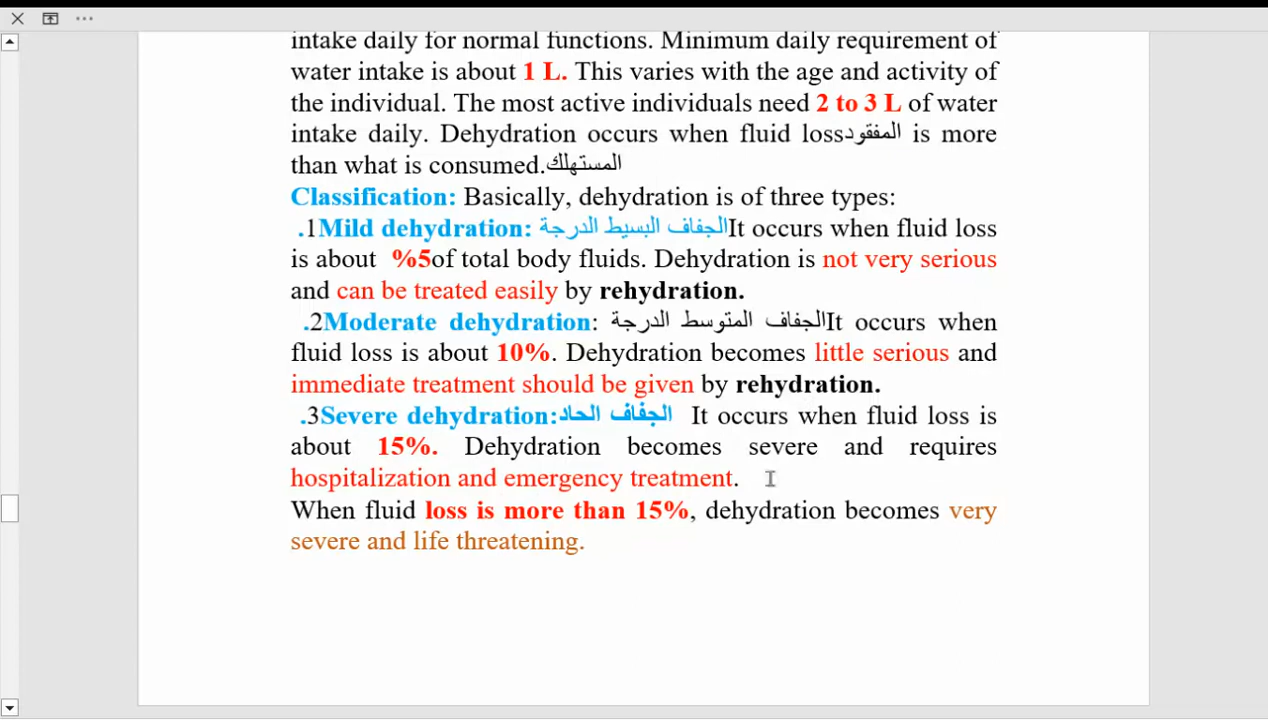 intake daily for normal functions. Minimum daily requirement of
water intake is about 1 L. This varies with the age and activity of
the individual. The most active individuals need 2 to 3 L of water
intake daily. Dehydration occurs when fluid lossالمفقود is more
than what is consumed.المستهلك
Classification: Basically, dehydration is of three types:
.1Mild dehydration: الجفاف البسيط الدرجةIt occurs when fluid loss
is about %5of total body fluids. Dehydration is not very serious
and can be treated easily by rehydration.
.2Moderate dehydration: الجفاف المتوسط الدرجةIt occurs when
fluid loss is about 10%. Dehydration becomes little serious and
immediate treatment should be given by rehydration.
.3Severe dehydration:الجفاف الحاد It occurs when fluid loss is
about 15%. Dehydration becomes severe and requires
hospitalization and emergency treatment.
When fluid loss is more than 15%, dehydration becomes very
severe and life threatening.